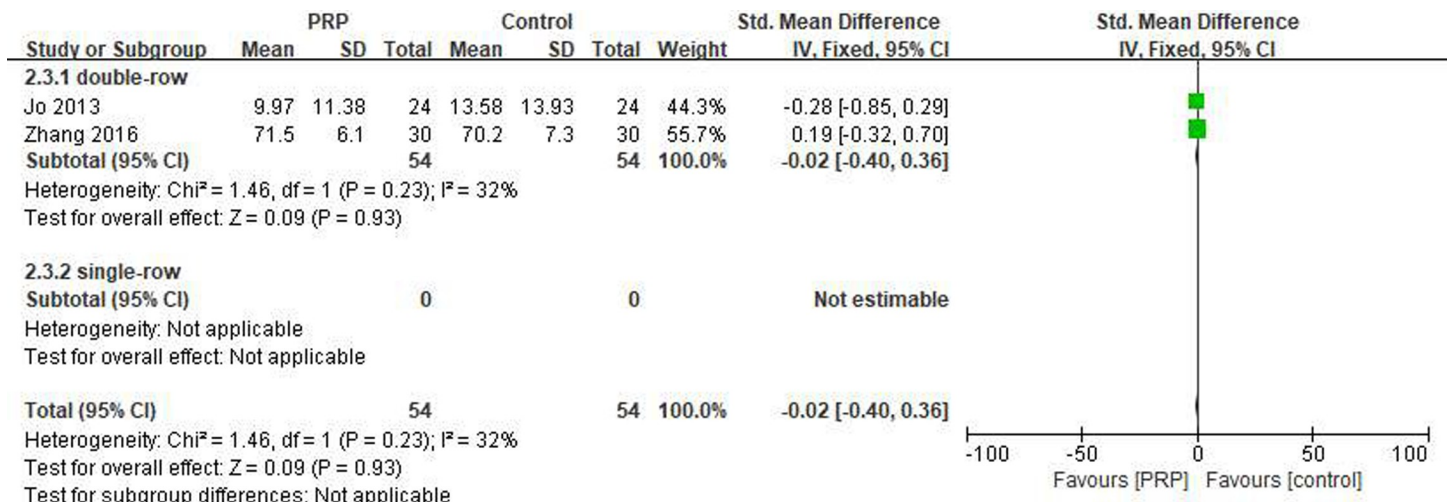 PRP Control Std. Mean Difference Std. Mean Difference
Study or Subgroup Mean SD Total Mean SD Total Weight IV, Fixed, 95% CI IV, Fixed, 95% CI
2.3.1 double-row
Jo 2013 9.97 11.38 24 13.58 13.93 24 44.3% -0.28 [-0.85, 0.29]
Zhang 2016 71.5 6.1 30 70.2 7.3 30 55.7% 0.19 [-0.32, 0.70]
Subtotal (95% CI) 54 54 100.0% -0.02 [-0.40, 0.36]
Heterogeneity: Chi² = 1.46, df = 1 (P = 0.23); I² = 32%
Test for overall effect: Z = 0.09 (P = 0.93)
2.3.2 single-row
Subtotal (95% CI) 0 0 Not estimable
Heterogeneity: Not applicable
Test for overall effect: Not applicable
Total (95% CI) 54 54 100.0% -0.02 [-0.40, 0.36]
Heterogeneity: Chi² = 1.46, df = 1 (P = 0.23); I² = 32%
Test for overall effect: Z = 0.09 (P = 0.93)
Test for subgroup differences: Not applicable
-100 -50 0 50 100
Favours [PRP] Favours [control]